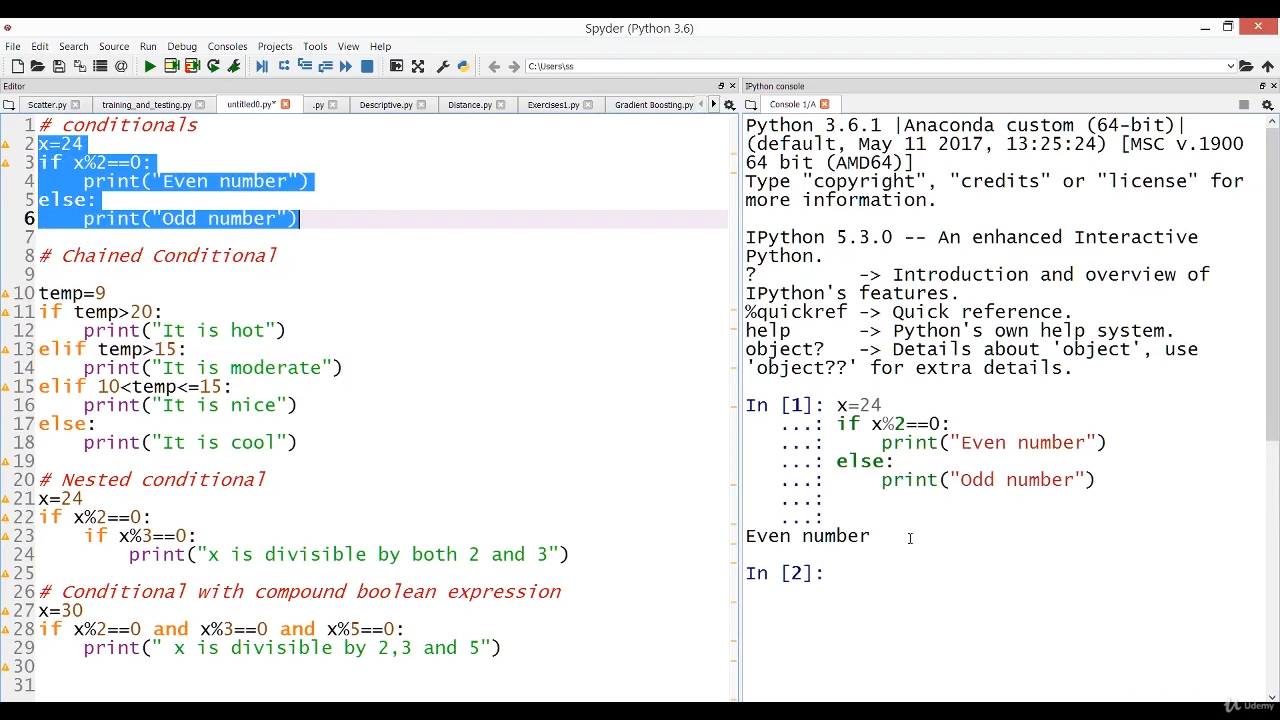 Spyder (Python 3.6)
File Edit Search Source Run Debug Consoles Projects Tools View Help
C:\Users\ss
Editor
IPython console
Scatter.py training_and_testing.py untitled0.py* .py Descriptive.py Distance.py Exercises1.py Gradient Boosting.py
Console 1/A
1 # conditionals
2 x=24
3 if x%2==0:
4     print("Even number")
5 else:
6     print("Odd number")
7
8 # Chained Conditional
9
10 temp=9
11 if temp>20:
12     print("It is hot")
13 elif temp>15:
14     print("It is moderate")
15 elif 10<temp<=15:
16     print("It is nice")
17 else:
18     print("It is cool")
19
20 # Nested conditional
21 x=24
22 if x%2==0:
23     if x%3==0:
24         print("x is divisible by both 2 and 3")
25
26 # Conditional with compound boolean expression
27 x=30
28 if x%2==0 and x%3==0 and x%5==0:
29     print(" x is divisible by 2,3 and 5")
30
31
Python 3.6.1 |Anaconda custom (64-bit)|
(default, May 11 2017, 13:25:24) [MSC v.1900
64 bit (AMD64)]
Type "copyright", "credits" or "license" for
more information.
IPython 5.3.0 -- An enhanced Interactive
Python.
?         -> Introduction and overview of
IPython's features.
%quickref -> Quick reference.
help      -> Python's own help system.
object?   -> Details about 'object', use
'object??' for extra details.
In [1]: x=24
   ...: if x%2==0:
   ...:     print("Even number")
   ...: else:
   ...:     print("Odd number")
   ...:
   ...:
Even number
In [2]:
Udemy